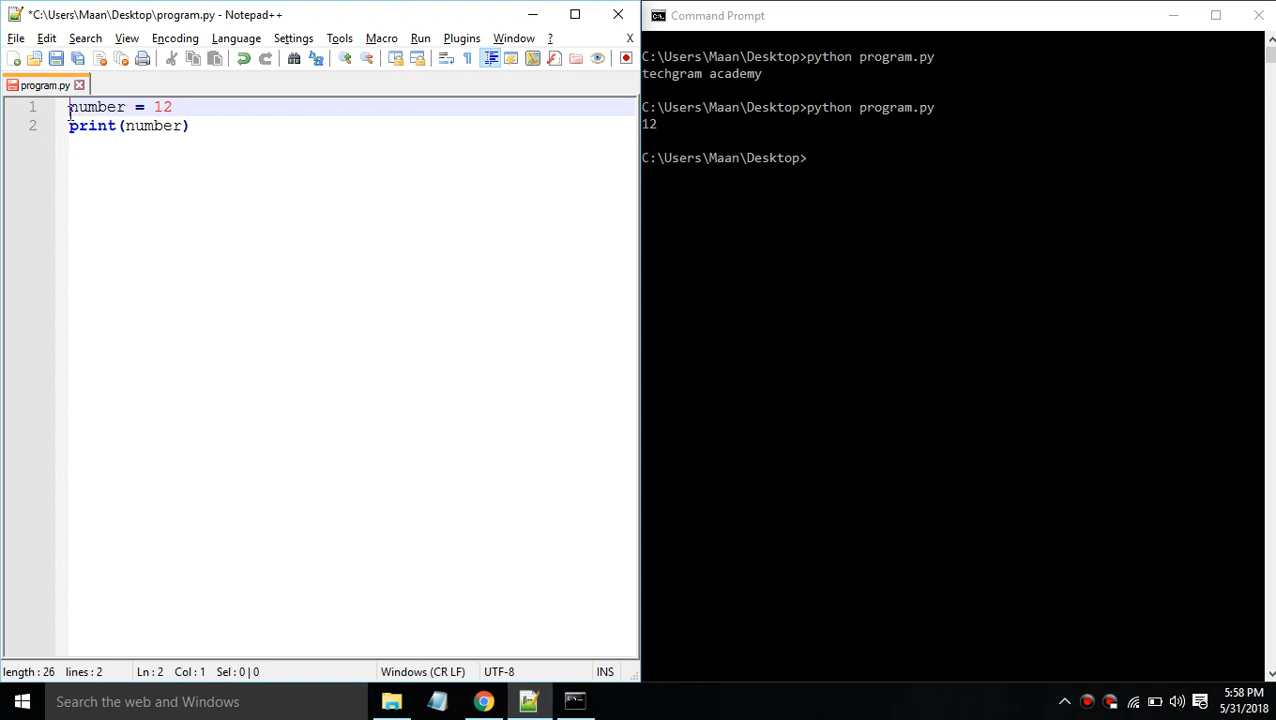 *C:\Users\Maan\Desktop\program.py - Notepad++
File Edit Search View Encoding Language Settings Tools Macro Run Plugins Window ? X
program.py
1 number = 12
2 print(number)
length : 26 lines : 2 Ln : 2 Col : 1 Sel : 0 | 0 Windows (CR LF) UTF-8 INS
Command Prompt
C:\Users\Maan\Desktop>python program.py
techgram academy
C:\Users\Maan\Desktop>python program.py
12
C:\Users\Maan\Desktop>
Search the web and Windows
5:58 PM
5/31/2018